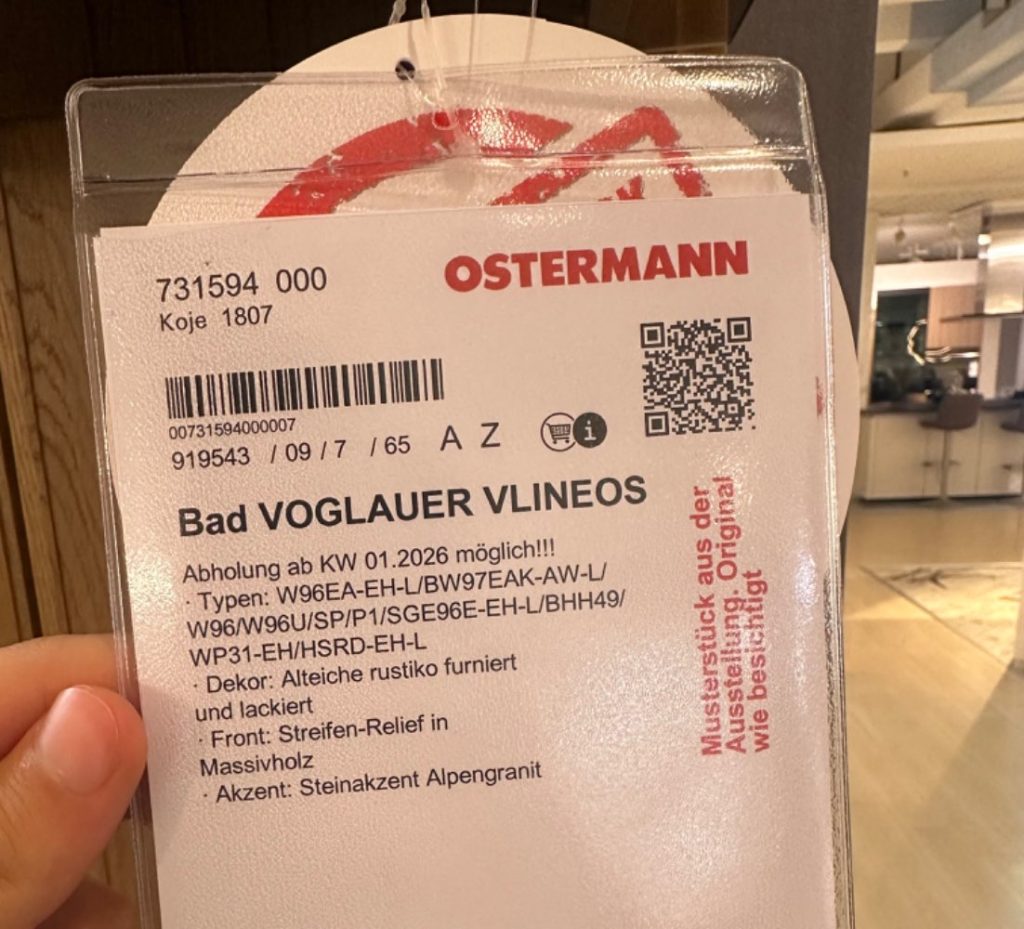 731594 000
Koje 1807
OSTERMANN
00731594000007
919543 / 09 / 7 / 65 A Z
i
Bad VOGLAUER VLINEOS
Abholung ab KW 01.2026 möglich!!!
· Typen: W96EA-EH-L/BW97EAK-AW-L/
W96/W96U/SP/P1/SGE96E-EH-L/BHH49/
WP31-EH/HSRD-EH-L
· Dekor: Alteiche rustiko furniert
und lackiert
· Front: Streifen-Relief in
Massivholz
· Akzent: Steinakzent Alpengranit
Musterstück aus der
Ausstellung. Original
wie besichtigt